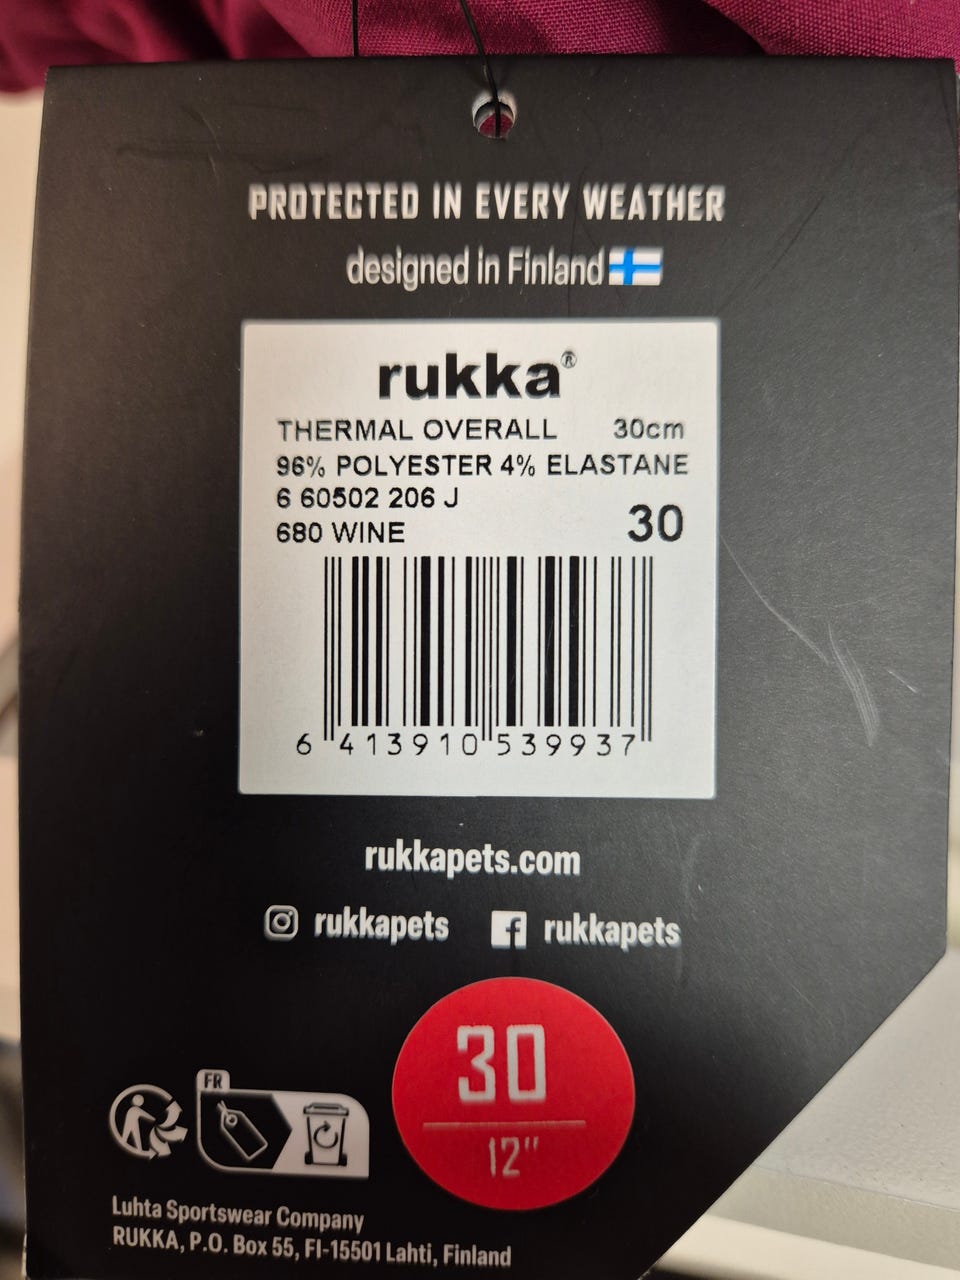 PROTECTED IN EVERY WEATHER
designed in Finland
rukka®
THERMAL OVERALL 30cm
96% POLYESTER 4% ELASTANE
6 60502 206 J
680 WINE 30
6 413910 539937
rukkapets.com
rukkapets rukkapets
30
12"
FR
Luhta Sportswear Company
RUKKA, P.O. Box 55, FI-15501 Lahti, Finland